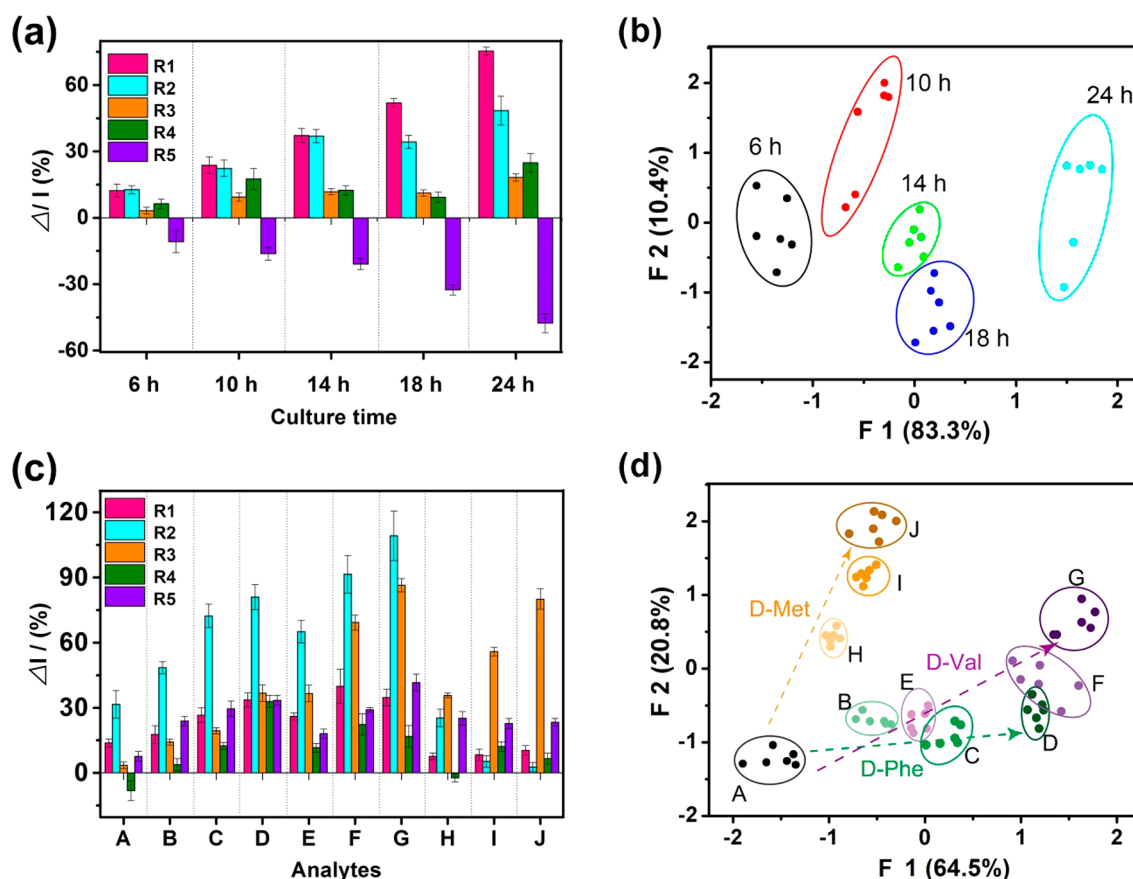 (a)
△/ I (%)
60
30
0
-30
-60
R1
R2
R3
R4
R5
6 h 10 h 14 h 18 h 24 h
Culture time
(b)
F 2 (10.4%)
2
1
0
-1
-2
6 h
10 h
14 h
18 h
24 h
-2 -1 0 1 2
F 1 (83.3%)
(c)
△I / (%)
120
90
60
30
0
R1
R2
R3
R4
R5
A B C D E F G H I J
Analytes
(d)
F 2 (20.8%)
2
1
0
-1
-2
J
I
D-Met
H
G
D-Val
F
B
E
D
C
D-Phe
A
-2 -1 0 1 2
F 1 (64.5%)